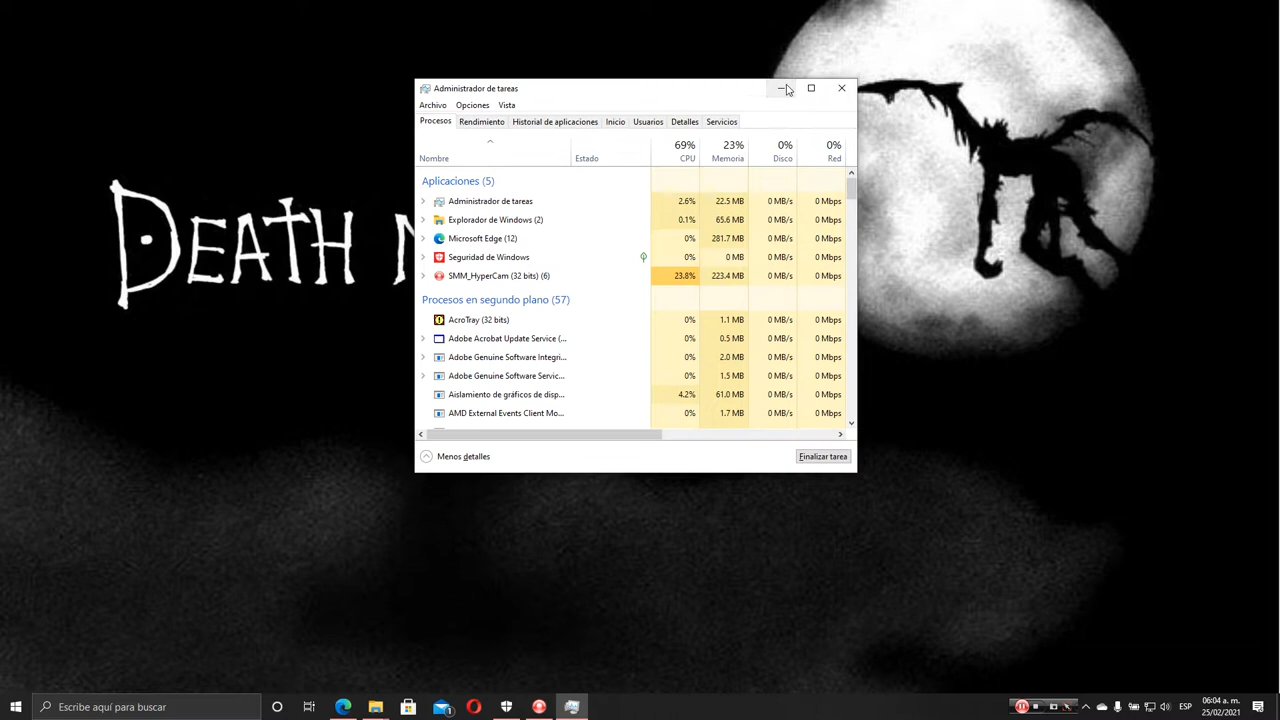 DEATH N
Administrador de tareas
Archivo Opciones Vista
Procesos Rendimiento Historial de aplicaciones Inicio Usuarios Detalles Servicios
69% 23% 0% 0%
Nombre Estado CPU Memoria Disco Red
Aplicaciones (5)
Administrador de tareas 2.6% 22.5 MB 0 MB/s 0 Mbps
Explorador de Windows (2) 0.1% 65.6 MB 0 MB/s 0 Mbps
Microsoft Edge (12) 0% 281.7 MB 0 MB/s 0 Mbps
Seguridad de Windows 0% 0 MB 0 MB/s 0 Mbps
SMM_HyperCam (32 bits) (6) 23.8% 223.4 MB 0 MB/s 0 Mbps
Procesos en segundo plano (57)
AcroTray (32 bits) 0% 1.1 MB 0 MB/s 0 Mbps
Adobe Acrobat Update Service (... 0% 0.5 MB 0 MB/s 0 Mbps
Adobe Genuine Software Integri... 0% 2.0 MB 0 MB/s 0 Mbps
Adobe Genuine Software Servic... 0% 1.5 MB 0 MB/s 0 Mbps
Aislamiento de gráficos de disp... 4.2% 61.0 MB 0 MB/s 0 Mbps
AMD External Events Client Mo... 0% 1.7 MB 0 MB/s 0 Mbps
Menos detalles Finalizar tarea
Escribe aquí para buscar
ESP
06:04 a. m.
25/02/2021